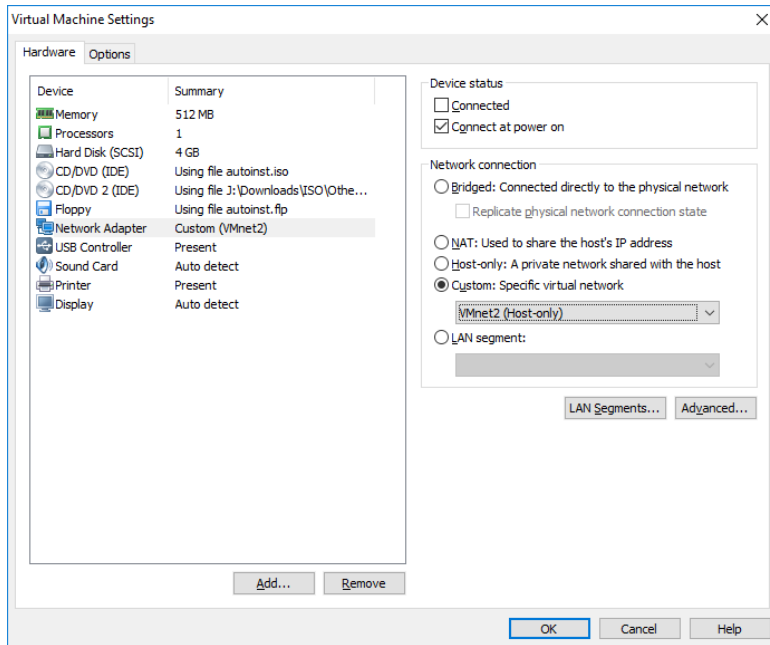 Virtual Machine Settings
Hardware Options
Device Summary
Memory 512 MB
Processors 1
Hard Disk (SCSI) 4 GB
CD/DVD (IDE) Using file autoinst.iso
CD/DVD 2 (IDE) Using file J:\Downloads\ISO\Othe...
Floppy Using file autoinst.flp
Network Adapter Custom (VMnet2)
USB Controller Present
Sound Card Auto detect
Printer Present
Display Auto detect
Add... Remove
Device status
Connected
Connect at power on
Network connection
Bridged: Connected directly to the physical network
Replicate physical network connection state
NAT: Used to share the host's IP address
Host-only: A private network shared with the host
Custom: Specific virtual network
VMnet2 (Host-only)
LAN segment:
LAN Segments... Advanced...
OK Cancel Help